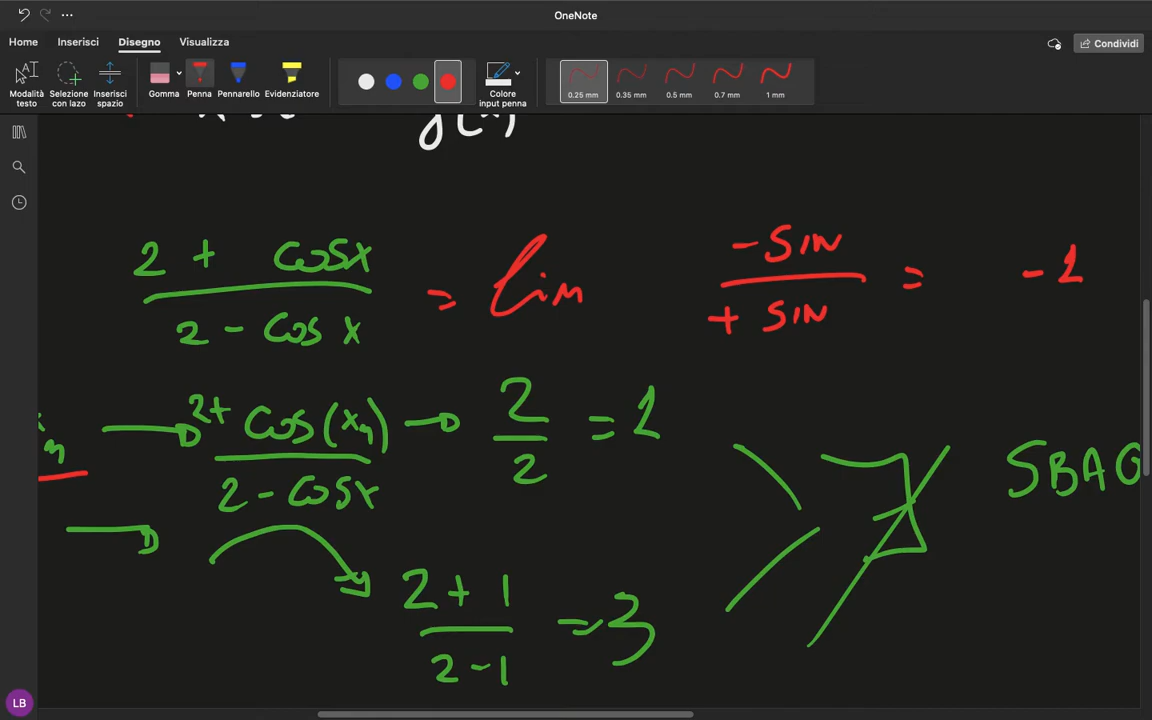 OneNote
Home Inserisci Disegno Visualizza
Condividi
Modalità testo
Selezione con lazo
Inserisci spazio
Gomma
Penna
Pennarello
Evidenziatore
Colore input penna
0.25 mm
0.35 mm
0.5 mm
0.7 mm
1 mm
g(x)
2 + cosx
2 - cos x
= lim
- SIN
+ SIN
= -1
2+ cos(xn)
2 - cosx
2
2
= 1
SBAG
2 + 1
2 - 1
= 3
LB